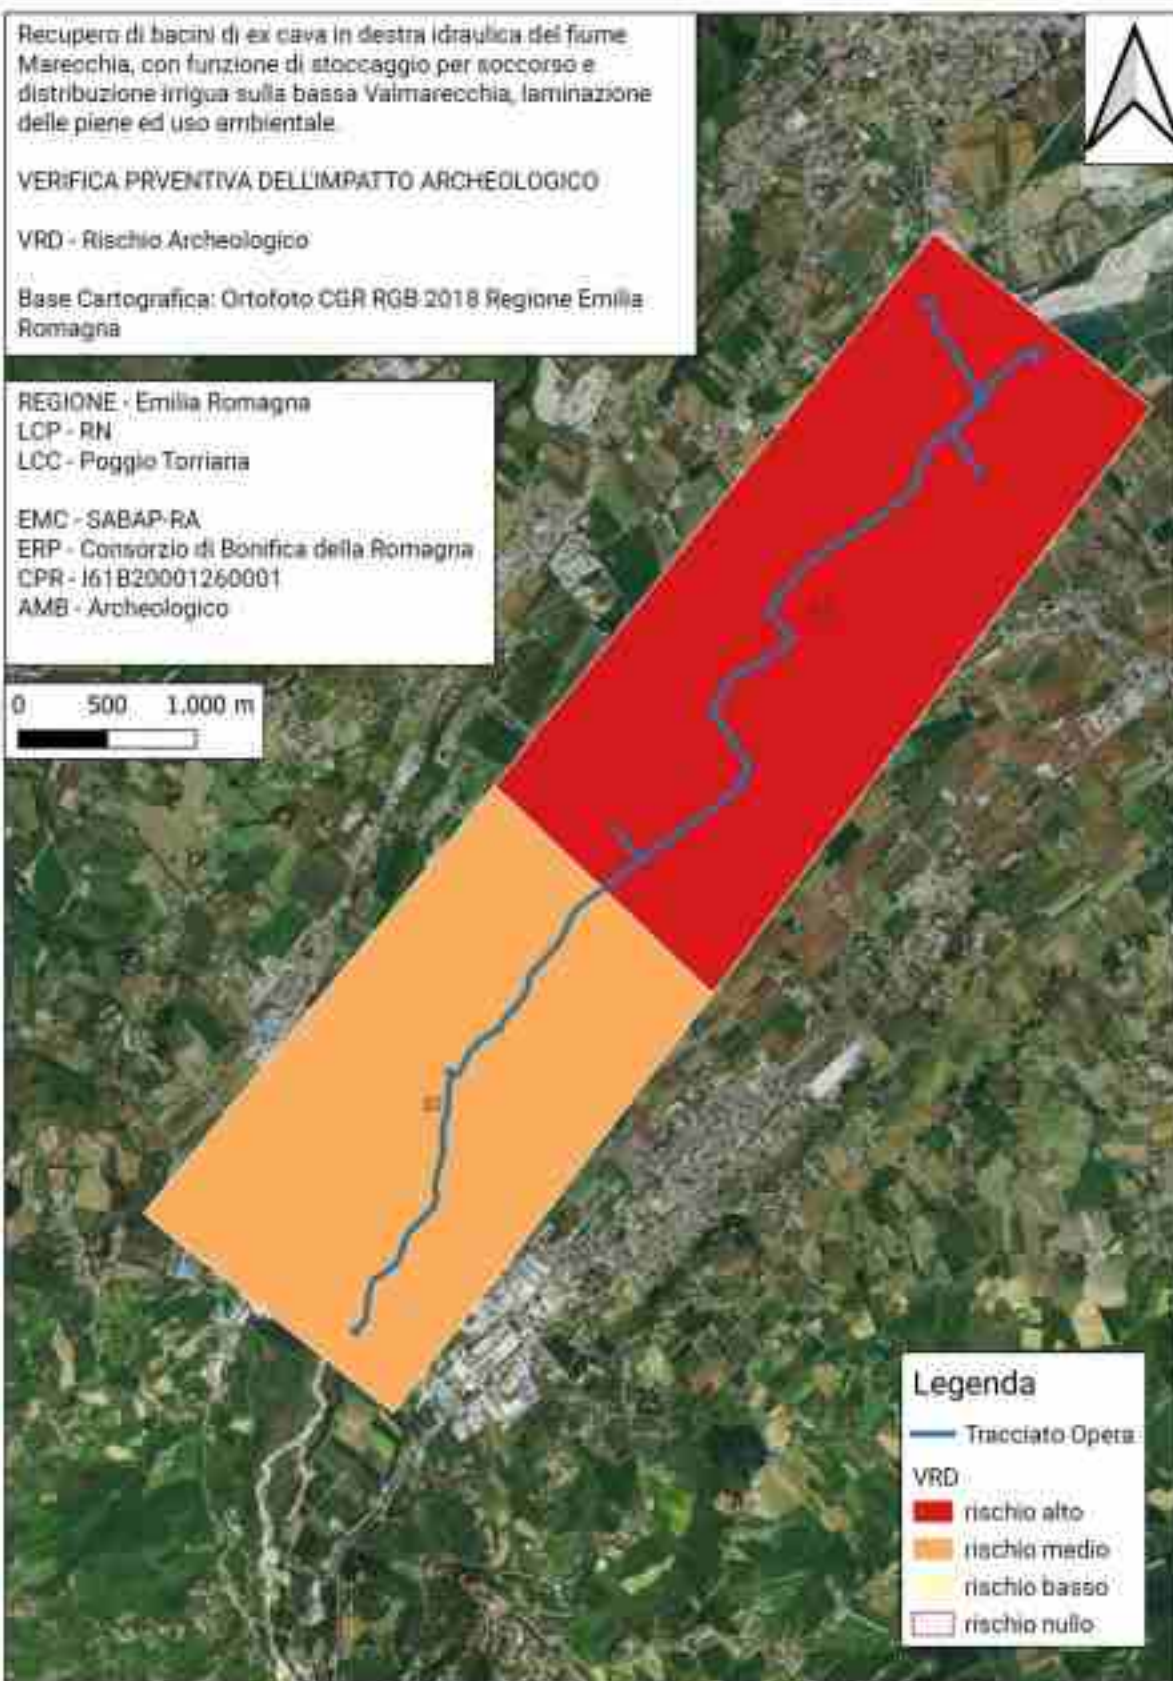 Recupero di bacini di ex cava in destra idraulica del fiume
Marecchia, con funzione di stoccaggio per soccorso e
distribuzione irrigua sulla bassa Valmarecchia, laminazione
delle piene ed uso ambientale.
VERIFICA PRVENTIVA DELL'IMPATTO ARCHEOLOGICO
VRD - Rischio Archeologico
Base Cartografica: Ortofoto CGR RGB 2018 Regione Emilia
Romagna
REGIONE - Emilia Romagna
LCP - RN
LCC - Poggio Torriana
EMC - SABAP-RA
ERP - Consorzio di Bonifica della Romagna
CPR - I61B20001260001
AMB - Archeologico
0 500 1.000 m
Legenda
Tracciato Opera
VRD
rischio alto
rischio medio
rischio basso
rischio nullo